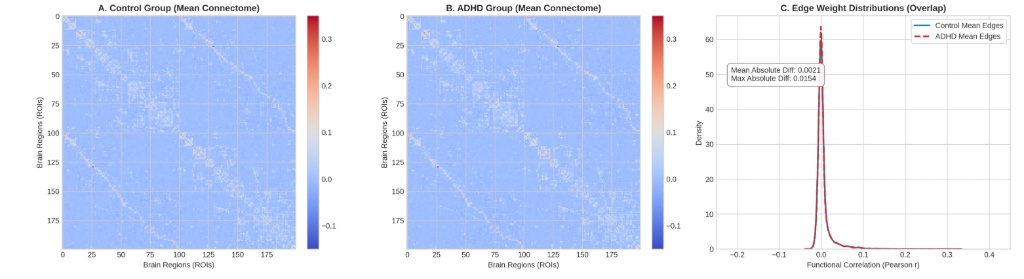 A. Control Group (Mean Connectome)
0
25
50
75
100
125
150
175
0 25 50 75 100 125 150 175
Brain Regions (ROIs)
Brain Regions (ROIs)
0.3
0.2
0.1
0.0
−0.1
B. ADHD Group (Mean Connectome)
0
25
50
75
100
125
150
175
0 25 50 75 100 125 150 175
Brain Regions (ROIs)
Brain Regions (ROIs)
0.3
0.2
0.1
0.0
−0.1
C. Edge Weight Distributions (Overlap)
Control Mean Edges
ADHD Mean Edges
Mean Absolute Diff: 0.0021
Max Absolute Diff: 0.0154
60
50
40
30
20
10
0
Density
−0.2 −0.1 0.0 0.1 0.2 0.3 0.4
Functional Correlation (Pearson r)